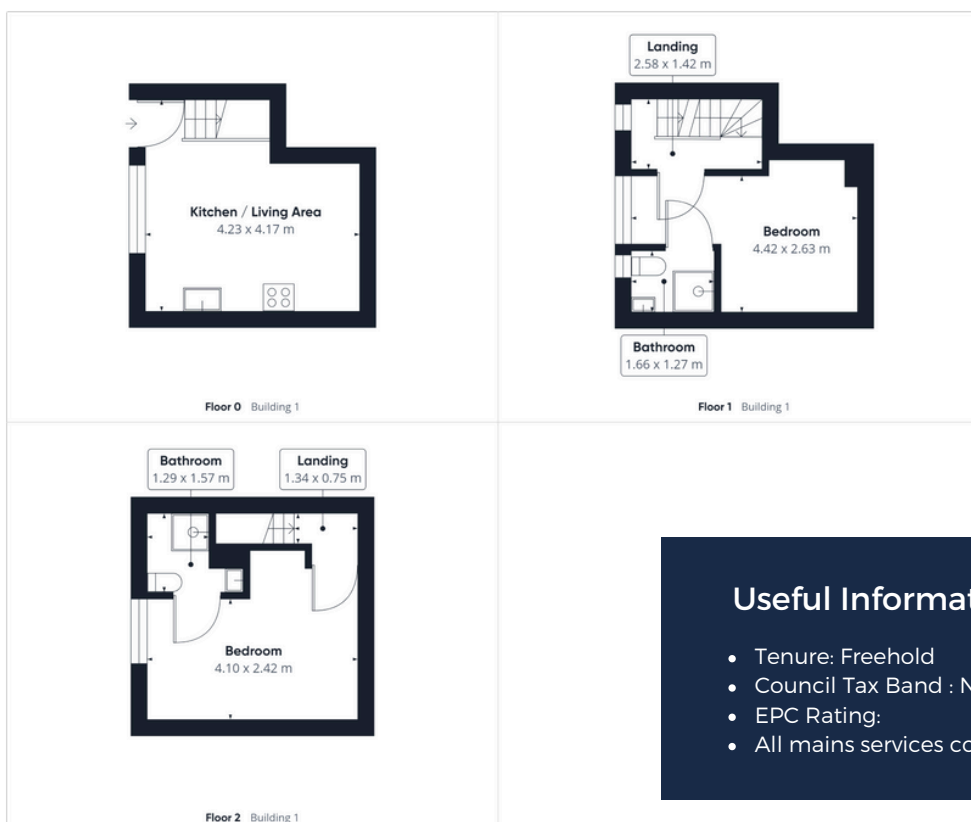 Kitchen / Living Area
4.23 x 4.17 m
Floor 0 Building 1
Landing
2.58 x 1.42 m
Bedroom
4.42 x 2.63 m
Bathroom
1.66 x 1.27 m
Floor 1 Building 1
Bathroom
1.29 x 1.57 m
Landing
1.34 x 0.75 m
Bedroom
4.10 x 2.42 m
Floor 2 Building 1
Useful Informat
• Tenure: Freehold
• Council Tax Band : N
• EPC Rating:
• All mains services co